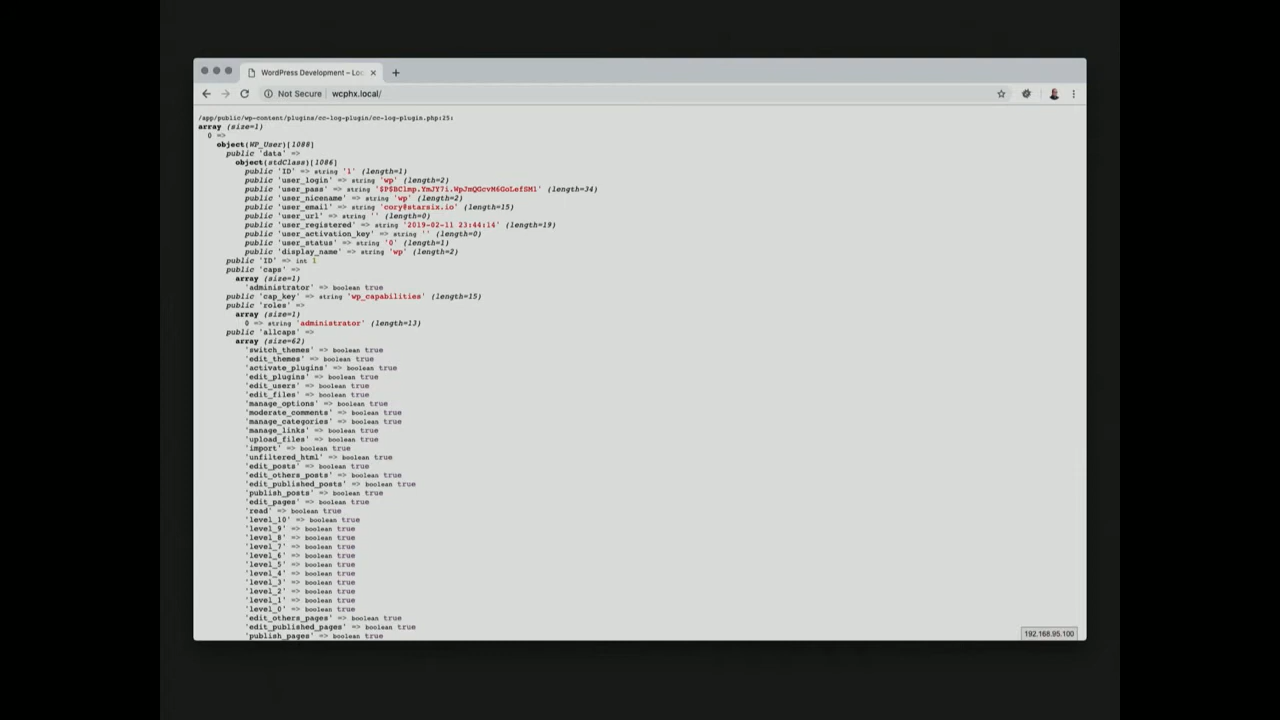 WordPress Development – Loc
Not Secure | wcphx.local/
/app/public/wp-content/plugins/cc-log-plugin/cc-log-plugin.php:25:
array (size=1)
0 =>
object(WP_User)[1088]
public 'data' =>
object(stdClass)[1086]
public 'ID' => string '1' (length=1)
public 'user_login' => string 'wp' (length=2)
public 'user_pass' => string (length=34)
public 'user_nicename' => string 'wp' (length=2)
public 'user_email' => string 'cory@starsix.io' (length=15)
public 'user_url' => string '' (length=0)
public 'user_registered' => string '2019-02-11 23:44:14' (length=19)
public 'user_activation_key' => string '' (length=0)
public 'user_status' => string '0' (length=1)
public 'display_name' => string 'wp' (length=2)
public 'ID' => int 1
public 'caps' =>
array (size=1)
'administrator' => boolean true
public 'cap_key' => string 'wp_capabilities' (length=15)
public 'roles' =>
array (size=1)
0 => string 'administrator' (length=13)
public 'allcaps' =>
array (size=62)
'switch_themes' => boolean true
'edit_themes' => boolean true
'activate_plugins' => boolean true
'edit_plugins' => boolean true
'edit_users' => boolean true
'edit_files' => boolean true
'manage_options' => boolean true
'moderate_comments' => boolean true
'manage_categories' => boolean true
'manage_links' => boolean true
'upload_files' => boolean true
'import' => boolean true
'unfiltered_html' => boolean true
'edit_posts' => boolean true
'edit_others_posts' => boolean true
'edit_published_posts' => boolean true
'publish_posts' => boolean true
'edit_pages' => boolean true
'read' => boolean true
'level_10' => boolean true
'level_9' => boolean true
'level_8' => boolean true
'level_7' => boolean true
'level_6' => boolean true
'level_5' => boolean true
'level_4' => boolean true
'level_3' => boolean true
'level_2' => boolean true
'level_1' => boolean true
'level_0' => boolean true
'edit_others_pages' => boolean true
'edit_published_pages' => boolean true
'publish_pages' => boolean true
192.168.95.100